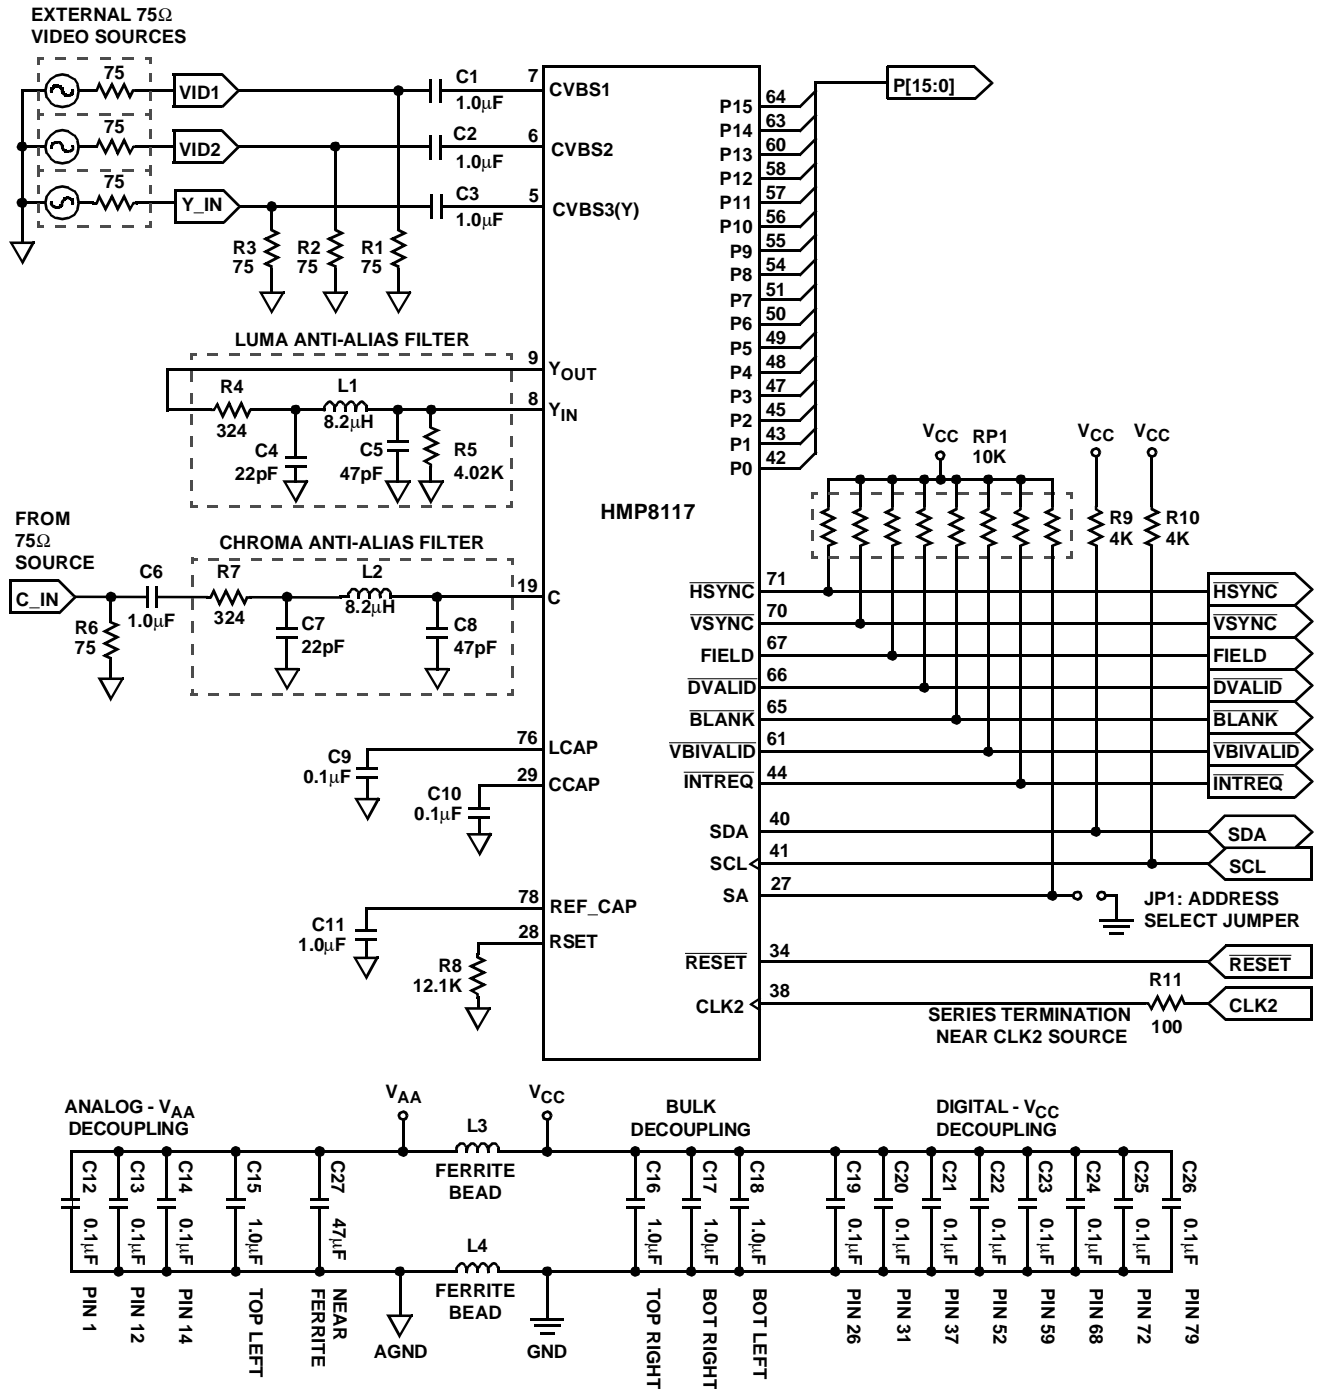 EXTERNAL 75Ω
VIDEO SOURCES
75
VID1
C1
1.0µF
7
CVBS1
75
VID2
C2
1.0µF
6
CVBS2
75
Y_IN
C3
1.0µF
5
CVBS3(Y)
R3
75
R2
75
R1
75
P[15:0]
P15 64
P14 63
P13 60
P12 58
P11 57
P10 56
P9 55
P8 54
P7 51
P6 50
P5 49
P4 48
P3 47
P2 45
P1 43
P0 42
LUMA ANTI-ALIAS FILTER
9
YOUT
R4
324
L1
8.2µH
8
YIN
C4
22pF
C5
47pF
R5
4.02K
HMP8117
VCC
RP1
10K
VCC
VCC
R9
4K
R10
4K
FROM
75Ω
SOURCE
C_IN
R6
75
C6
1.0µF
CHROMA ANTI-ALIAS FILTER
R7
324
L2
8.2µH
19
C
C7
22pF
C8
47pF
HSYNC 71 HSYNC
VSYNC 70 VSYNC
FIELD 67 FIELD
DVALID 66 DVALID
BLANK 65 BLANK
VBIVALID 61 VBIVALID
INTREQ 44 INTREQ
SDA 40 SDA
SCL 41 SCL
SA 27
JP1: ADDRESS
SELECT JUMPER
C9
0.1µF
76
LCAP
C10
0.1µF
29
CCAP
C11
1.0µF
78
REF_CAP
28
RSET
R8
12.1K
RESET 34 RESET
CLK2 38
R11
100
CLK2
SERIES TERMINATION
NEAR CLK2 SOURCE
ANALOG - VAA
DECOUPLING
VAA
L3
FERRITE
BEAD
VCC
BULK
DECOUPLING
DIGITAL - VCC
DECOUPLING
C12 0.1µF PIN 1
C13 0.1µF PIN 12
C14 0.1µF PIN 14
C15 1.0µF TOP LEFT
C27 47µF NEAR
FERRITE
L4
FERRITE
BEAD
AGND
GND
C16 1.0µF TOP RIGHT
C17 1.0µF BOT RIGHT
C18 1.0µF BOT LEFT
C19 0.1µF PIN 26
C20 0.1µF PIN 31
C21 0.1µF PIN 37
C22 0.1µF PIN 52
C23 0.1µF PIN 59
C24 0.1µF PIN 68
C25 0.1µF PIN 72
C26 0.1µF PIN 79